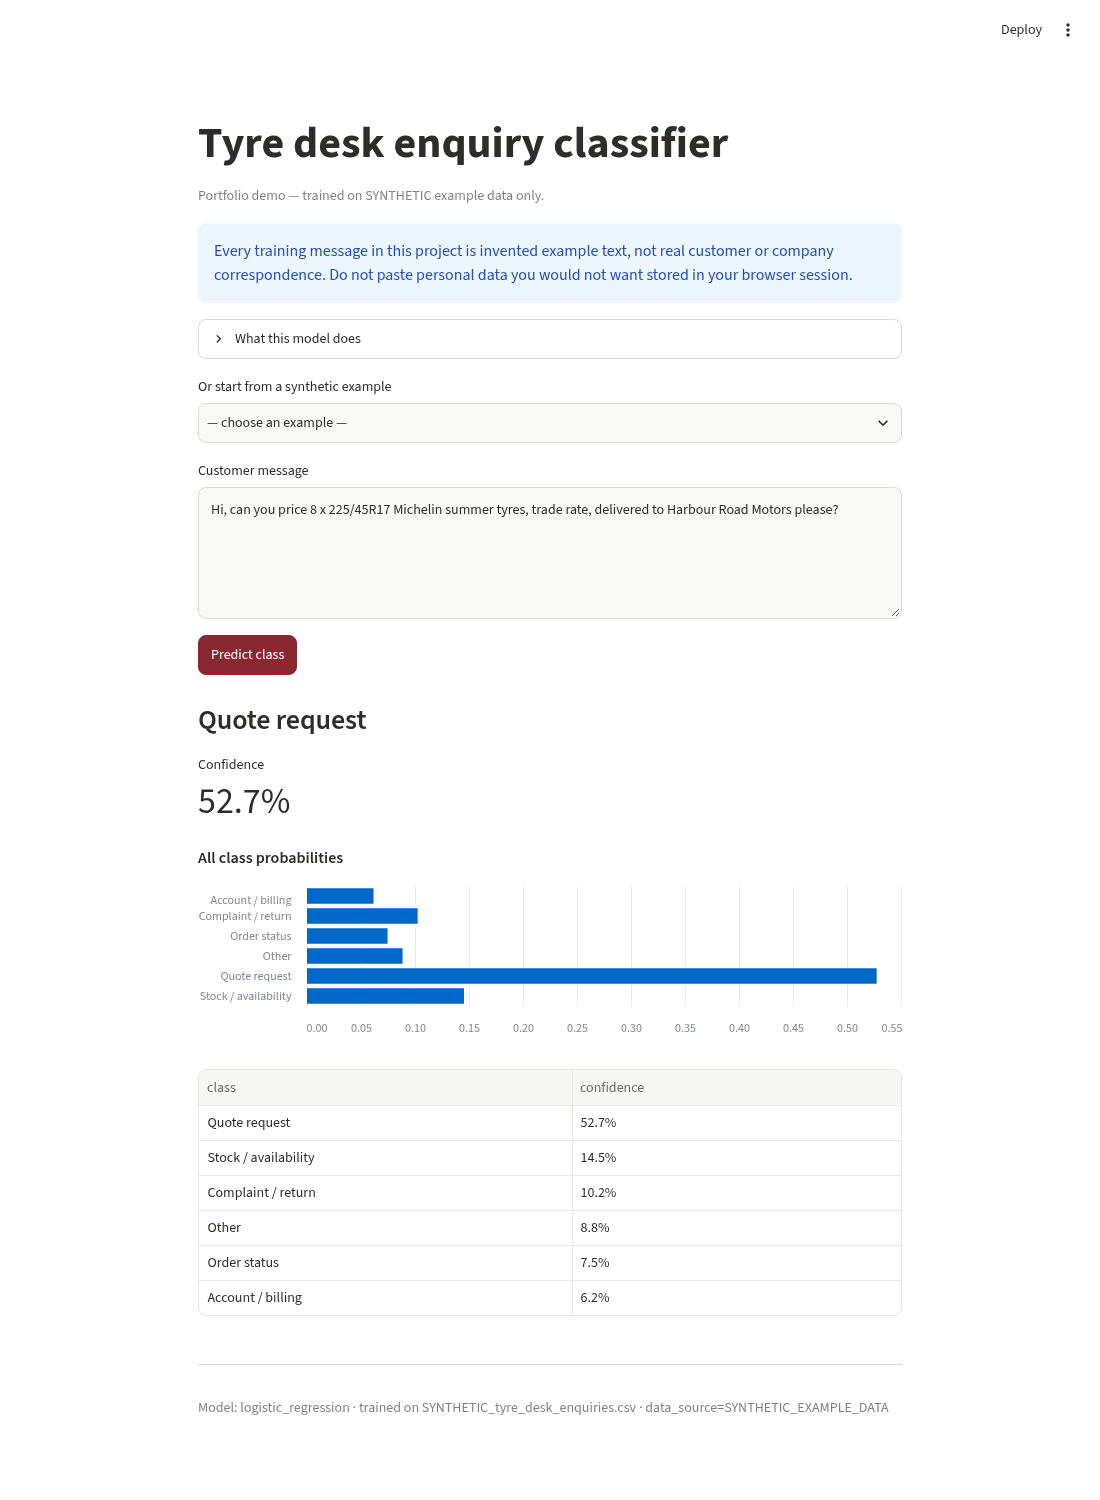 Deploy
Tyre desk enquiry classifier
Portfolio demo — trained on SYNTHETIC example data only.
Every training message in this project is invented example text, not real customer or company
correspondence. Do not paste personal data you would not want stored in your browser session.
What this model does
Or start from a synthetic example
— choose an example —
Customer message
Hi, can you price 8 x 225/45R17 Michelin summer tyres, trade rate, delivered to Harbour Road Motors please?
Predict class
Quote request
Confidence
52.7%
All class probabilities
Account / billing
Complaint / return
Order status
Other
Quote request
Stock / availability
0.00 0.05 0.10 0.15 0.20 0.25 0.30 0.35 0.40 0.45 0.50 0.55
class confidence
Quote request 52.7%
Stock / availability 14.5%
Complaint / return 10.2%
Other 8.8%
Order status 7.5%
Account / billing 6.2%
Model: logistic_regression · trained on SYNTHETIC_tyre_desk_enquiries.csv · data_source=SYNTHETIC_EXAMPLE_DATA